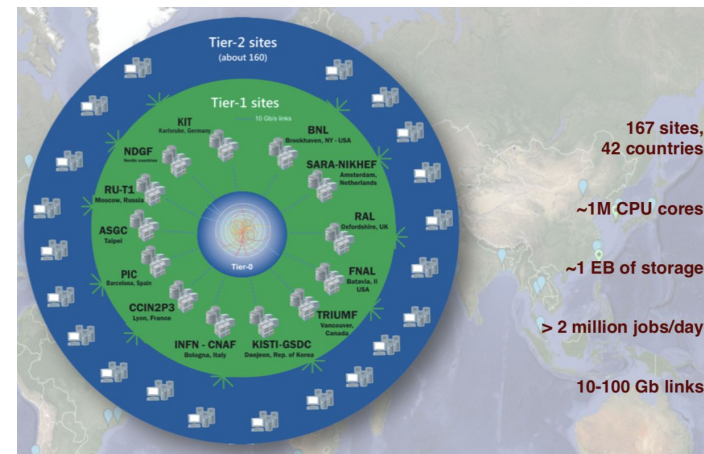 Tier-2 sites
(about 160)
Tier-1 sites
10 Gb/s links
KIT
Karlsruhe, Germany
BNL
Brookhaven, NY - USA
NDGF
Nordic countries
SARA-NIKHEF
Amsterdam,
Netherlands
RU-T1
Moscow, Russia
RAL
Oxfordshire, UK
ASGC
Taipei
Tier-0
FNAL
Batavia, Il
USA
PIC
Barcelona, Spain
TRIUMF
Vancouver,
Canada
CCIN2P3
Lyon, France
INFN - CNAF
Bologna, Italy
KISTI-GSDC
Daejeon, Rep. of Korea
167 sites,
42 countries
~1M CPU cores
~1 EB of storage
> 2 million jobs/day
10-100 Gb links